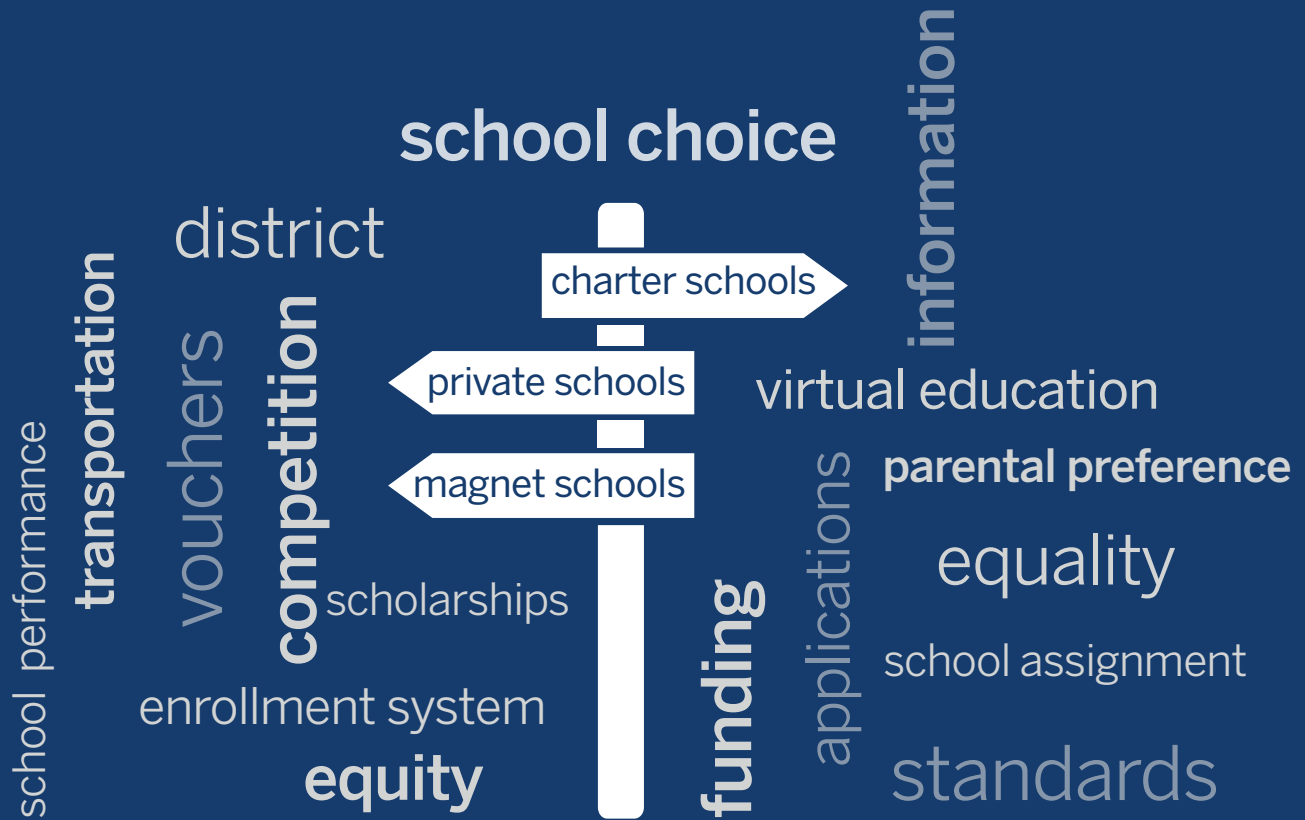 information
school choice
district
charter schools
transportation
competition
vouchers
private schools
virtual education
school performance
parental preference
applications
magnet schools
equality
scholarships
funding
school assignment
enrollment system
standards
equity